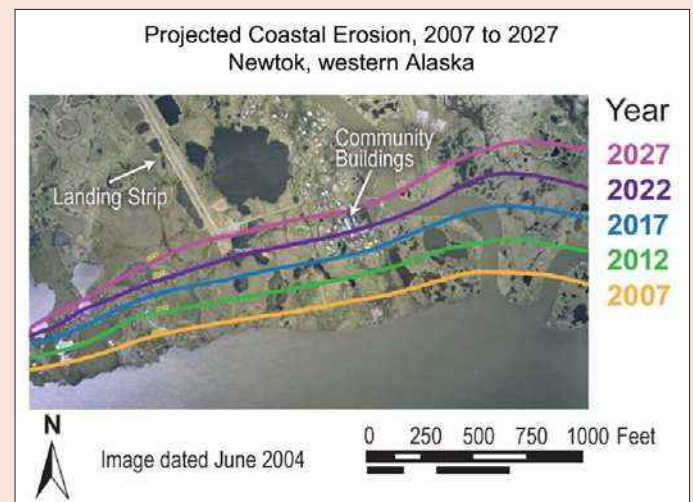 Projected Coastal Erosion, 2007 to 2027
Newtok, western Alaska
Landing Strip
Community
Buildings
Year
2027
2022
2017
2012
2007
N
Image dated June 2004
0 250 500 750 1000 Feet